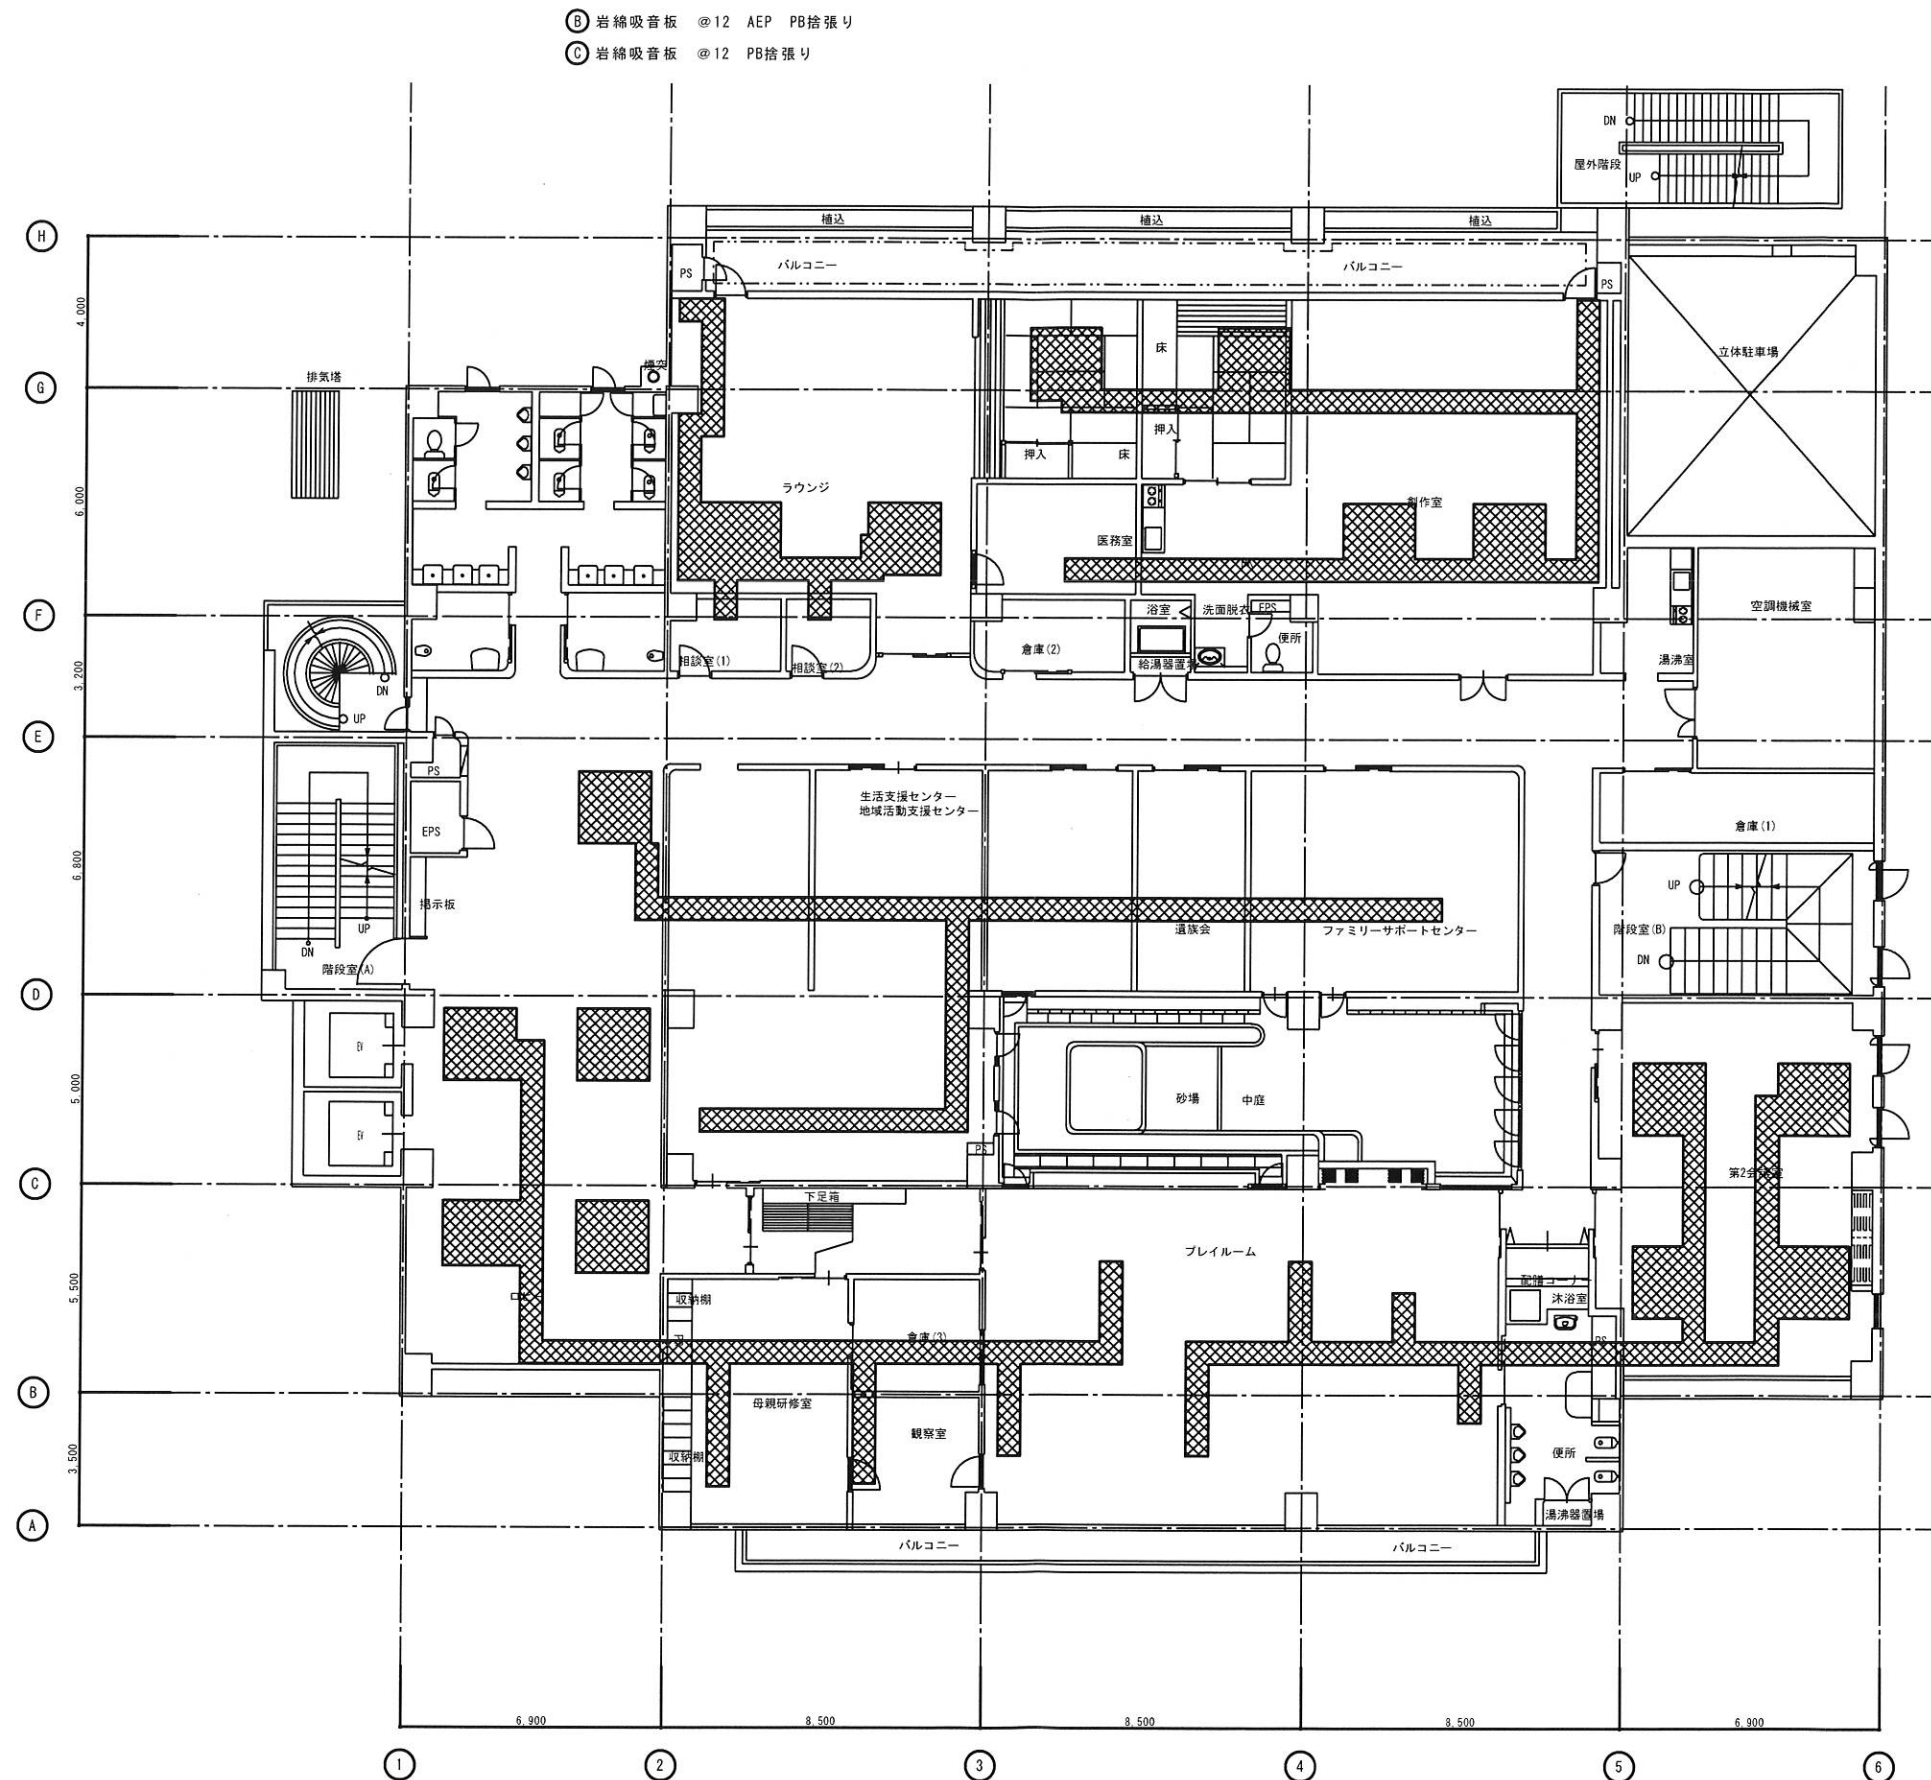 B 岩綿吸音板 @12 AEP PB捨張り
C 岩綿吸音板 @12 PB捨張り
DN
屋外階段
UP
植込
植込
植込
H
バルコニー
バルコニー
PS
PS
4,000
立体駐車場
床
煙突
排気塔
G
押入
押入
床
ラウンジ
創作室
6,000
医務室
空調機械室
浴室
洗面脱衣
EPS
F
便所
倉庫(2)
湯沸室
相談室(1)
相談室(2)
給湯器置場
3,200
DN
UP
E
PS
生活支援センター
地域活動支援センター
倉庫(1)
EPS
6,800
UP
掲示板
UP
遺族会
ファミリーサポートセンター
階段室(B)
DN
DN
階段室(A)
D
EV
5,000
砂場
中庭
EV
PS
第2会議室
C
下足箱
プレイルーム
配膳コーナー
5,500
ロビー
収納棚
沐浴室
倉庫(3)
PS
PS
B
母親研修室
観察室
収納棚
便所
3,500
湯沸器置場
A
バルコニー
バルコニー
6,900
8,500
8,500
8,500
6,900
1
2
3
4
5
6